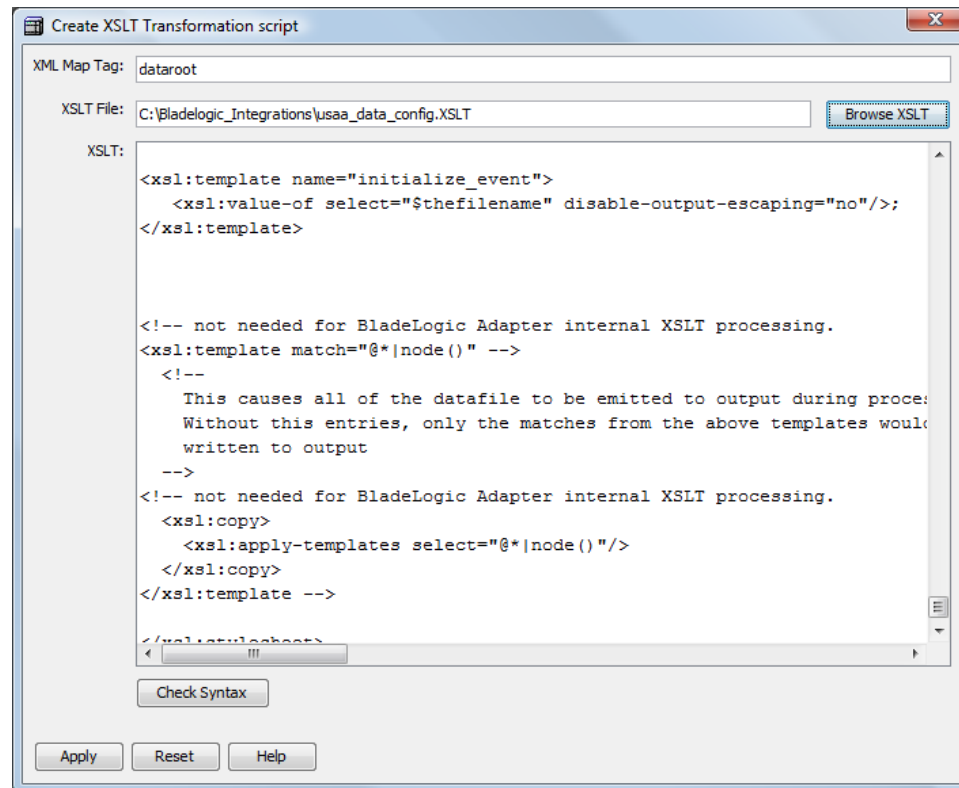 Create XSLT Transformation script
XML Map Tag: dataroot
XSLT File: C:\Bladelogic_Integrations\usaa_data_config.XSLT Browse XSLT
XSLT:
<xsl:template name="initialize_event">
<xsl:value-of select="$thefilename" disable-output-escaping="no"/>;
</xsl:template>
<!-- not needed for BladeLogic Adapter internal XSLT processing.
<xsl:template match="@*|node()" -->
<!--
This causes all of the datafile to be emitted to output during proces
Without this entries, only the matches from the above templates would
written to output
-->
<!-- not needed for BladeLogic Adapter internal XSLT processing.
<xsl:copy>
<xsl:apply-templates select="@*|node()"/>
</xsl:copy>
</xsl:template -->
</xsl:stylesheet>
Check Syntax
Apply Reset Help